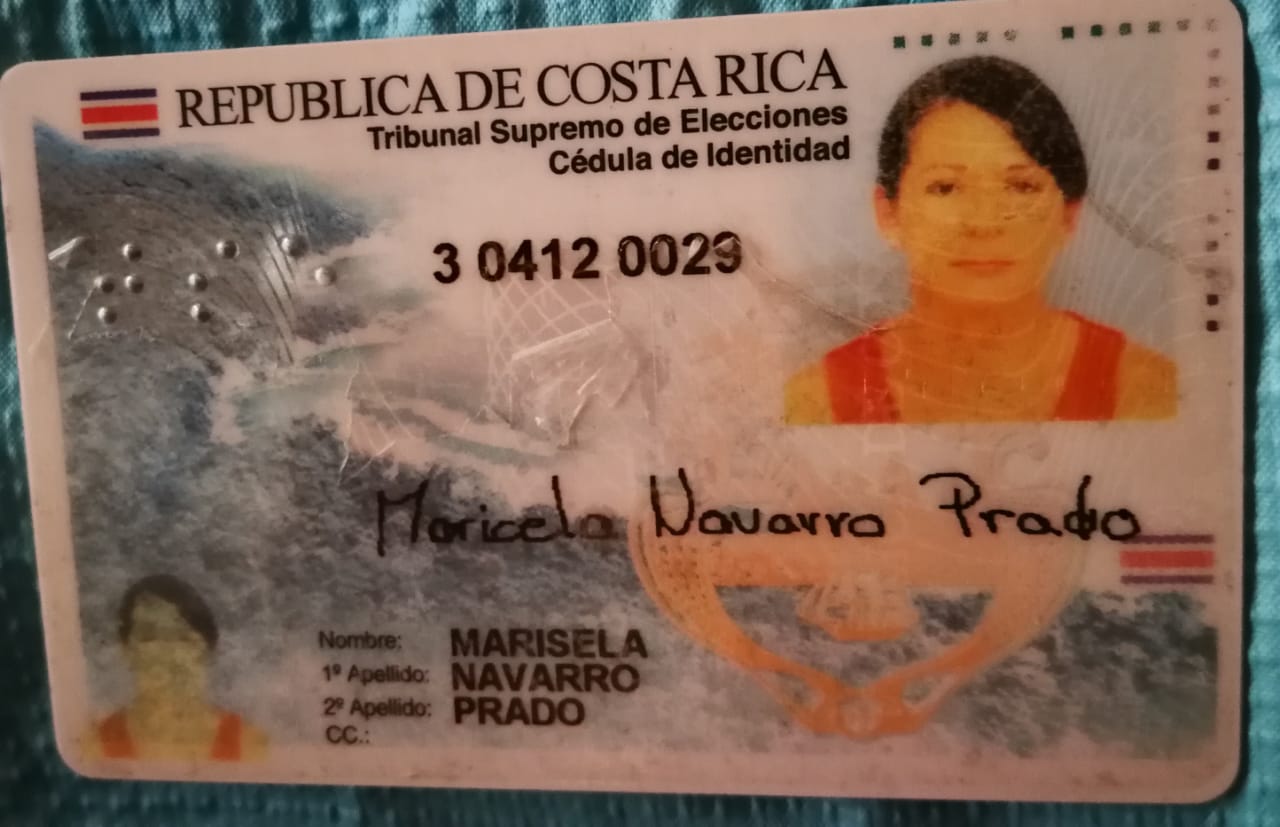 REPUBLICA DE COSTA RICA
Tribunal Supremo de Elecciones
Cédula de Identidad
3 0412 0029
Maricela Navarro Prado
Nombre: MARISELA
1º Apellido: NAVARRO
2º Apellido: PRADO
CC.: